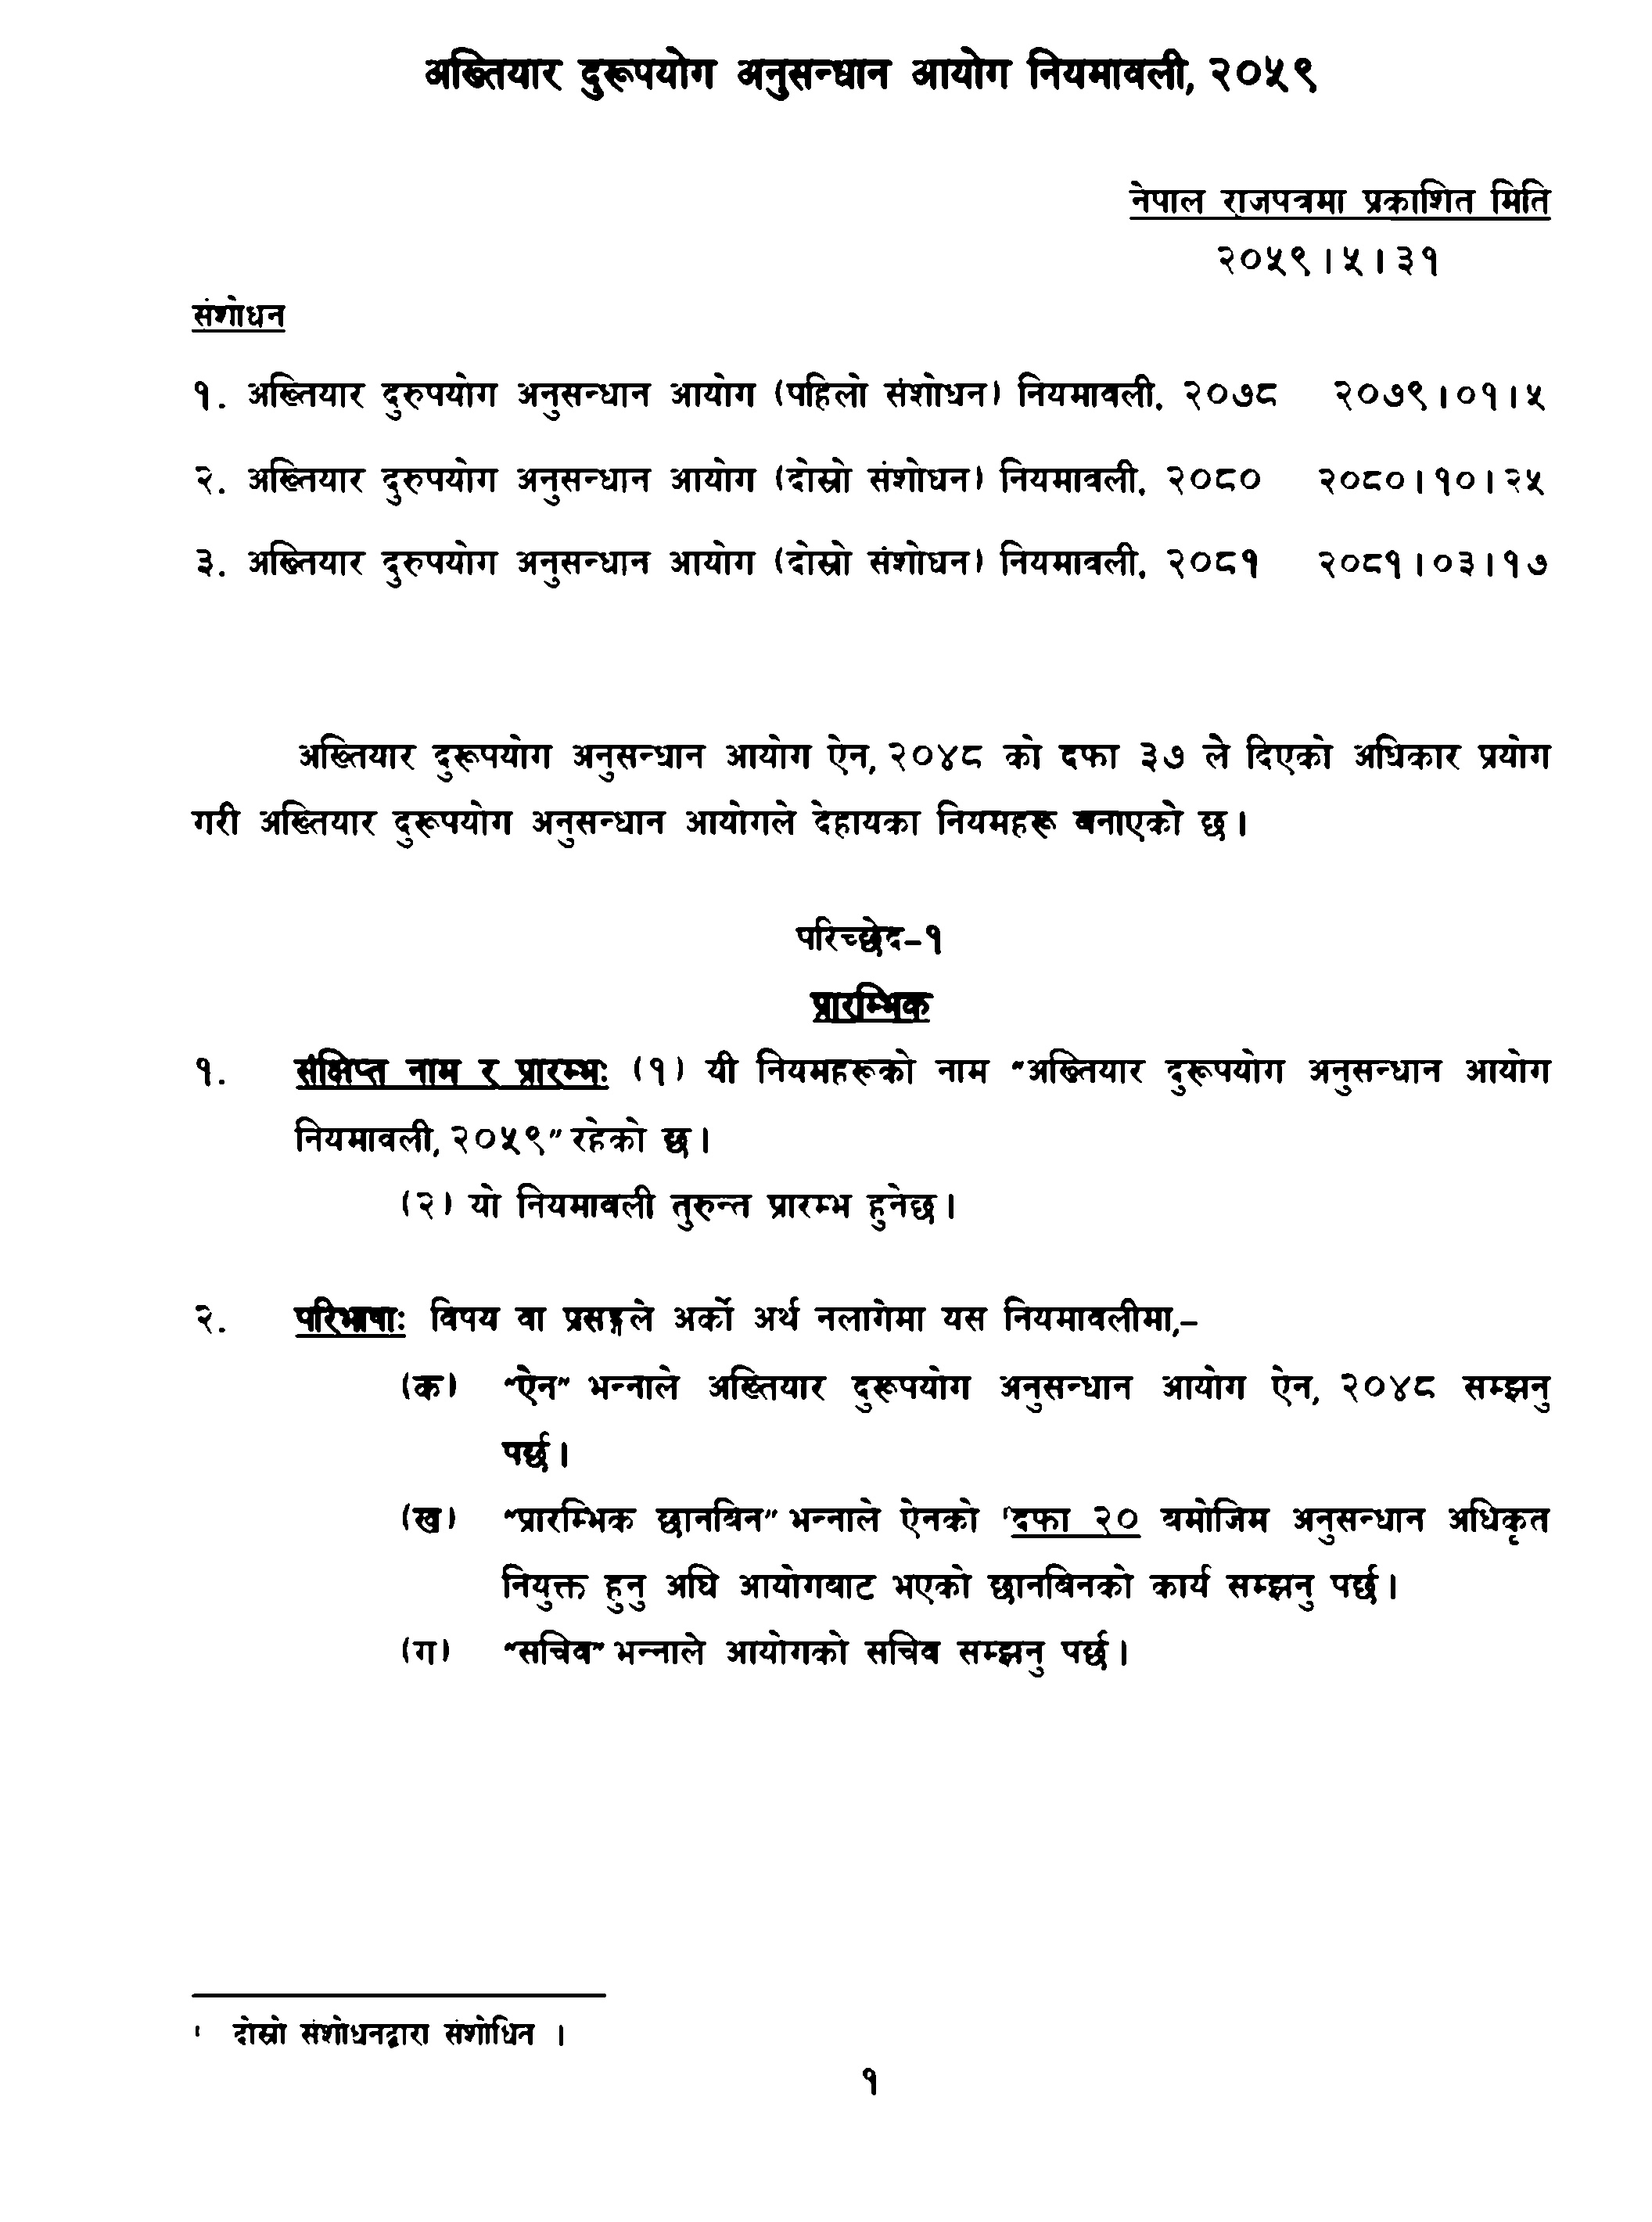 अख्तियार दुरूपयोग अनुसन्धान आयोग नियमावली, २०५९
नेपाल राजपत्रमा प्रकाशित मिति
२०५९।५।३१
संशोधन
१. अख्तियार दुरुपयोग अनुसन्धान आयोग (पहिलो संशोधन) नियमावली, २०७८ २०७९।०१।५
२. अख्तियार दुरुपयोग अनुसन्धान आयोग (दोस्रो संशोधन) नियमावली, २०८० २०८०।१०।२५
३. अख्तियार दुरुपयोग अनुसन्धान आयोग (दोस्रो संशोधन) नियमावली, २०८१ २०८१।०३।१७
अख्तियार दुरूपयोग अनुसन्धान आयोग ऐन, २०४८ को दफा ३७ ले दिएको अधिकार प्रयोग
गरी अख्तियार दुरूपयोग अनुसन्धान आयोगले देहायका नियमहरू बनाएको छ।
परिच्छेद-१
प्रारम्भिक
१. संक्षिप्त नाम र प्रारम्भः (१) यी नियमहरूको नाम "अख्तियार दुरूपयोग अनुसन्धान आयोग
नियमावली, २०५९" रहेको छ।
(२) यो नियमावली तुरुन्त प्रारम्भ हुनेछ।
२. परिभाषाः विषय वा प्रसङ्गले अर्को अर्थ नलागेमा यस नियमावलीमा,-
(क) "ऐन" भन्नाले अख्तियार दुरूपयोग अनुसन्धान आयोग ऐन, २०४८ सम्झनु
पर्छ।
(ख) "प्रारम्भिक छानबिन" भन्नाले ऐनको ¹दफा २० बमोजिम अनुसन्धान अधिकृत
नियुक्त हुनु अघि आयोगबाट भएको छानबिनको कार्य सम्झनु पर्छ।
(ग) "सचिव" भन्नाले आयोगको सचिव सम्झनु पर्छ।
¹ दोस्रो संशोधनद्वारा संशोधित ।
१